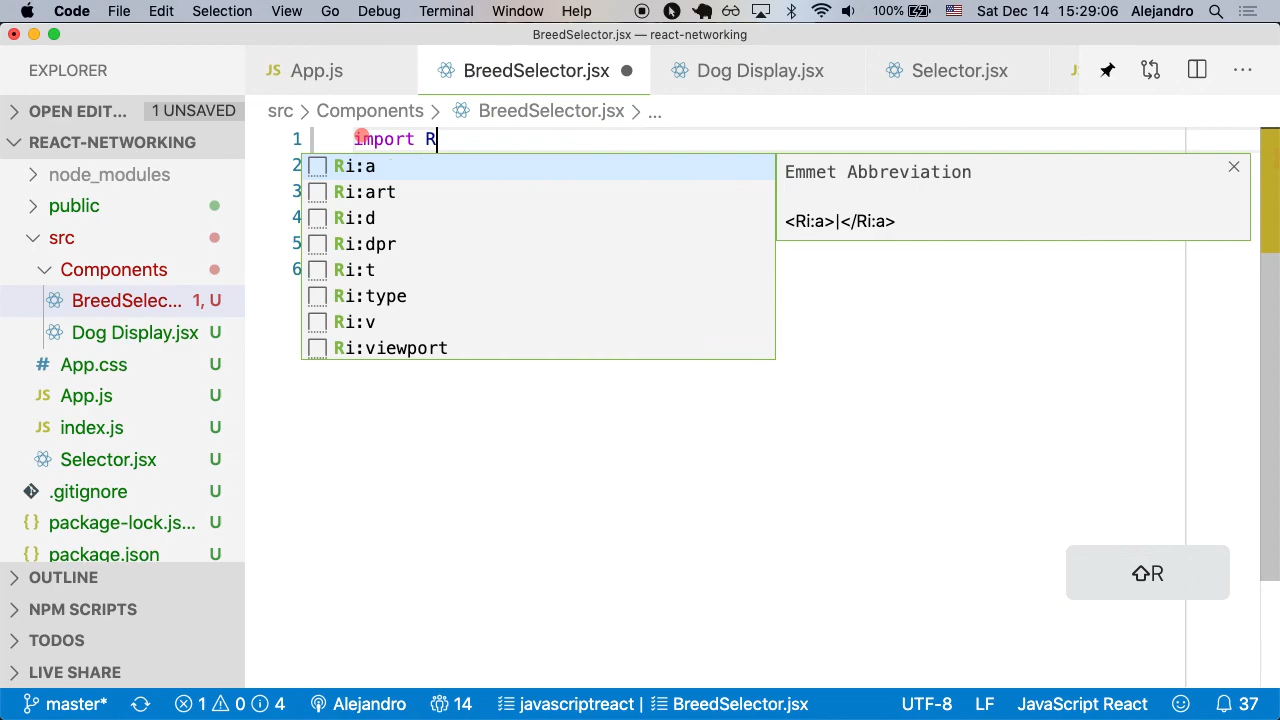 Code File Edit Selection View Go Debug Terminal Window Help 100% Sat Dec 14 15:29:06 Alejandro
BreedSelector.jsx — react-networking
EXPLORER
JS App.js
BreedSelector.jsx
Dog Display.jsx
Selector.jsx
JS
OPEN EDIT... 1 UNSAVED
src > Components > BreedSelector.jsx > ...
REACT-NETWORKING
1 import R
2
3
4
5
6
Ri:a
Ri:art
Ri:d
Ri:dpr
Ri:t
Ri:type
Ri:v
Ri:viewport
Emmet Abbreviation
<Ri:a>|</Ri:a>
node_modules
public
src
Components
BreedSelec... 1, U
Dog Display.jsx U
# App.css U
JS App.js U
JS index.js U
Selector.jsx U
.gitignore U
{} package-lock.js... U
{} package.json U
OUTLINE
NPM SCRIPTS
TODOS
LIVE SHARE
⇧R
master* 1 0 4 Alejandro 14 javascriptreact | BreedSelector.jsx UTF-8 LF JavaScript React 37